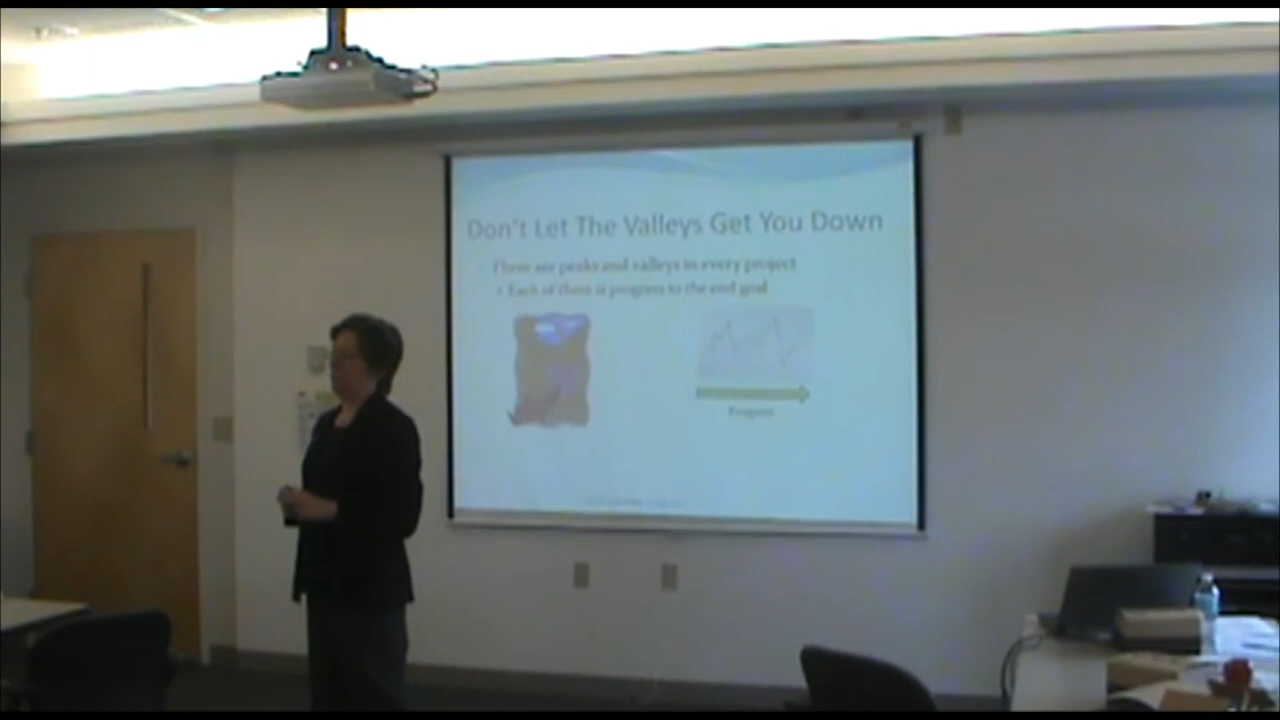 Don't Let The Valleys Get You Down
There are peaks and valleys in every project
Each of them is progress to the end goal
Progress